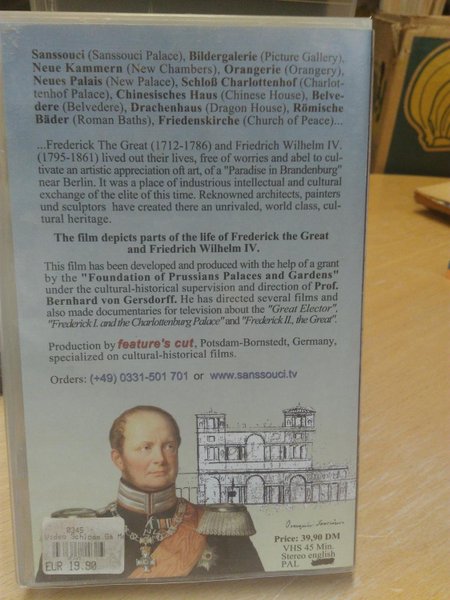 Sanssouci (Sanssouci Palace), Bildergalerie (Picture Gallery),
Neue Kammern (New Chambers), Orangerie (Orangery),
Neues Palais (New Palace), Schloß Charlottenhof (Charlot-
tenhof Palace), Chinesisches Haus (Chinese House), Belve-
dere (Belvedere), Drachenhaus (Dragon House), Römische
Bäder (Roman Baths), Friedenskirche (Church of Peace)...
...Frederick The Great (1712-1786) and Friedrich Wilhelm IV.
(1795-1861) lived out their lives, free of worries and abel to cul-
tivate an artistic appreciation oft art, of a "Paradise in Brandenburg"
near Berlin. It was a place of industrious intellectual and cultural
exchange of the elite of this time. Reknowned architects, painters
und sculptors have created there an unrivaled, world class, cul-
tural heritage.
The film depicts parts of the life of Frederick the Great
and Friedrich Wilhelm IV.
This film has been developed and produced with the help of a grant
by the "Foundation of Prussians Palaces and Gardens"
under the cultural-historical supervision and direction of Prof.
Bernhard von Gersdorff. He has directed several films and
also made documentaries for television about the "Great Elector",
"Frederick I. and the Charlottenburg Palace" and "Frederick II., the Great".
Production by feature's cut, Potsdam-Bornstedt, Germany,
specialized on cultural-historical films.
Orders: (+49) 0331-501 701 or www.sanssouci.tv
Price: 39,90 DM
VHS 45 Min.
Stereo english
PAL
0345
Video Schloss
EUR 19.90